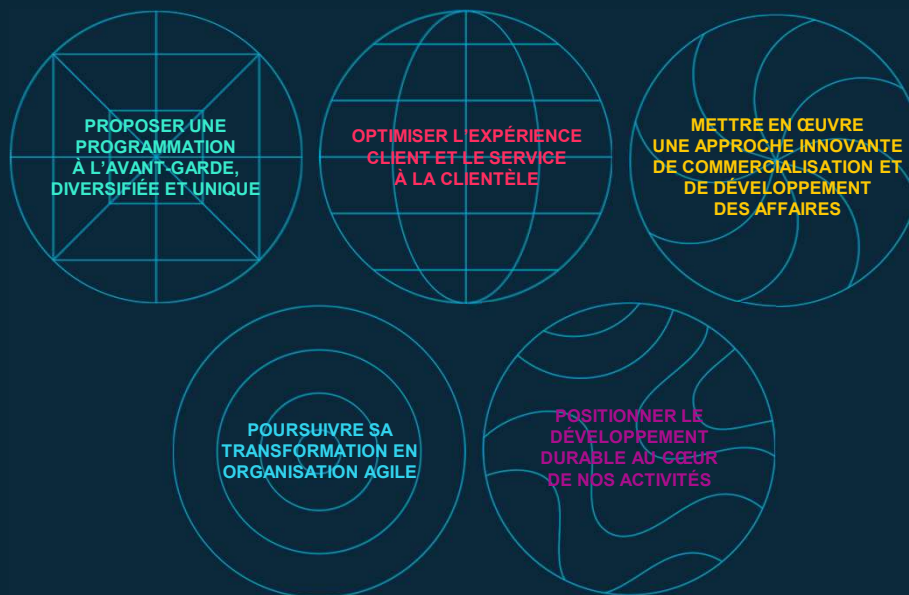 PROPOSER UNE
PROGRAMMATION
À L'AVANT-GARDE,
DIVERSIFIÉE ET UNIQUE
OPTIMISER L'EXPÉRIENCE
CLIENT ET LE SERVICE
À LA CLIENTÈLE
METTRE EN ŒUVRE
UNE APPROCHE INNOVANTE
DE COMMERCIALISATION ET
DE DÉVELOPPEMENT
DES AFFAIRES
POURSUIVRE SA
TRANSFORMATION EN
ORGANISATION AGILE
POSITIONNER LE
DÉVELOPPEMENT
DURABLE AU CŒUR
DE NOS ACTIVITÉS